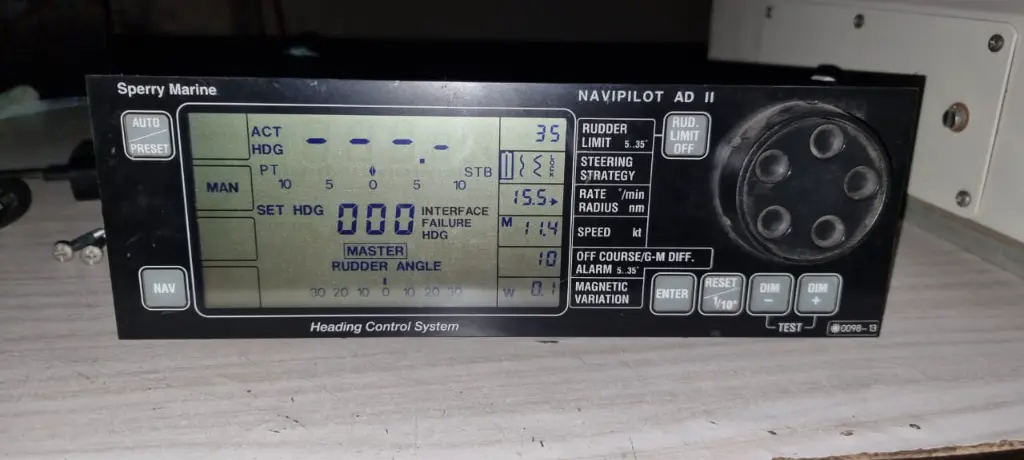 Sperry Marine
NAVIPILOT AD II
AUTO
PRESET
ACT
HDG
- - - . -
PT
STB
10 5 0 5 10
MAN
SET HDG
000
INTERFACE
FAILURE
HDG
MASTER
RUDDER ANGLE
30 20 10 0 10 20 30
NAV
35
RUDDER
LIMIT 5..35°
RUD.
LIMIT
OFF
STEERING
STRATEGY
15.5
RATE °/min
RADIUS nm
M 11.4
SPEED kt
10
OFF COURSE/G-M DIFF.
ALARM 5..35°
W 0.1
MAGNETIC
VARIATION
ENTER
RESET
1/10°
DIM
-
DIM
+
TEST
0098-13
Heading Control System